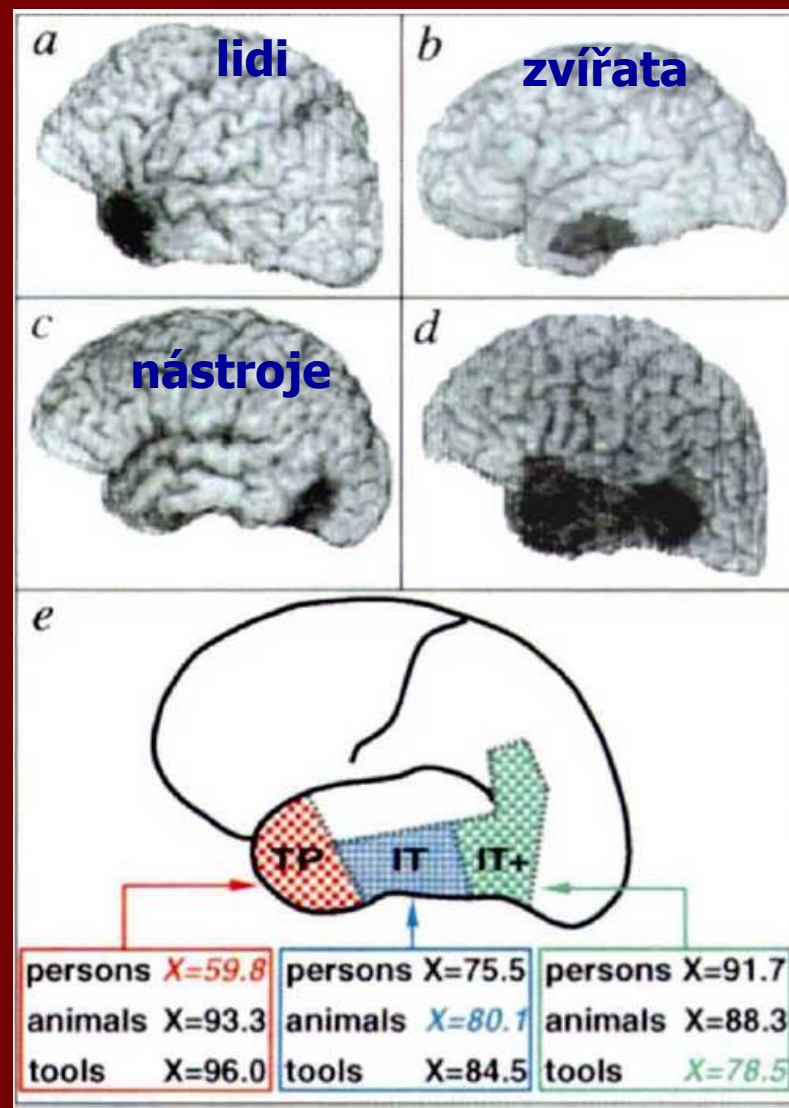 a
lidi
b
zvířata
c
nástroje
d
e
TP IT IT+
persons X=59.8
animals X=93.3
tools X=96.0
persons X=75.5
animals X=80.1
tools X=84.5
persons X=91.7
animals X=88.3
tools X=78.5